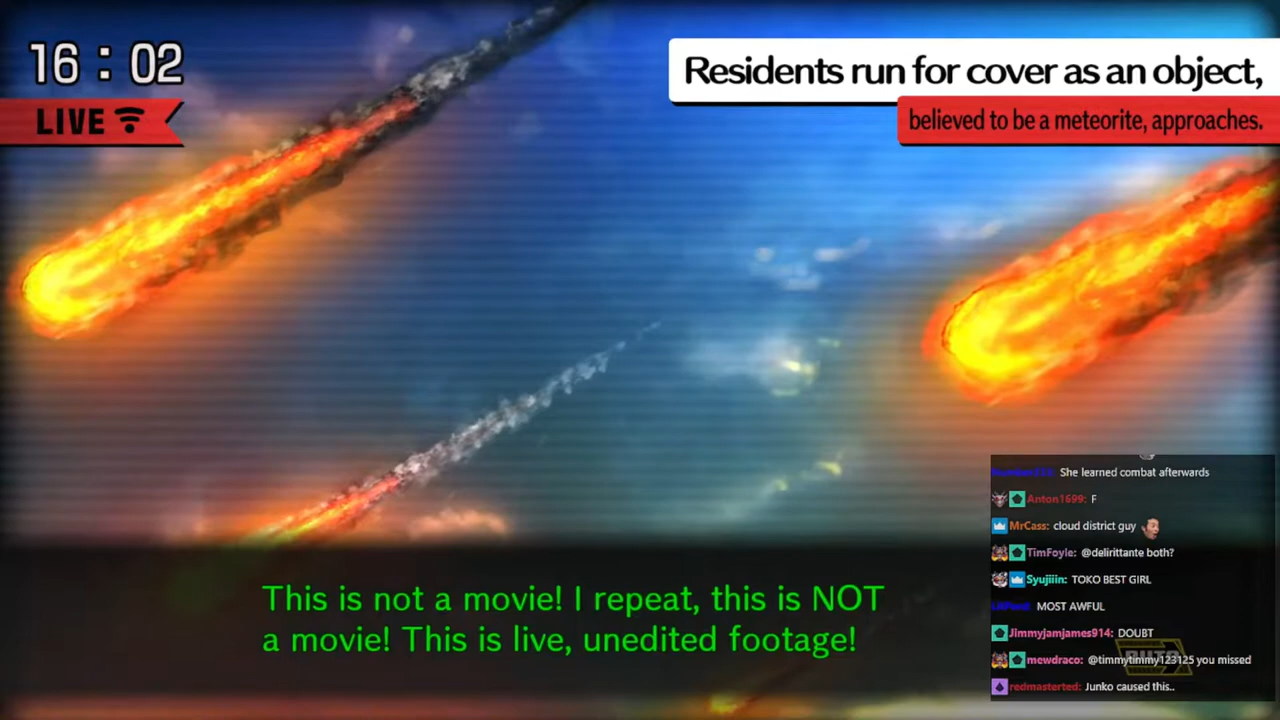 16 : 02
LIVE
Residents run for cover as an object,
believed to be a meteorite, approaches.
This is not a movie! I repeat, this is NOT
a movie! This is live, unedited footage!
She learned combat afterwards
Anton1699: F
MrCass: cloud district guy
TimFoyle: @delirittante both?
Syujiiin: TOKO BEST GIRL
MOST AWFUL
Jimmyjamjames914: DOUBT
mewdraco: @timmytimmy123125 you missed
AUTO
redmasterted: Junko caused this..